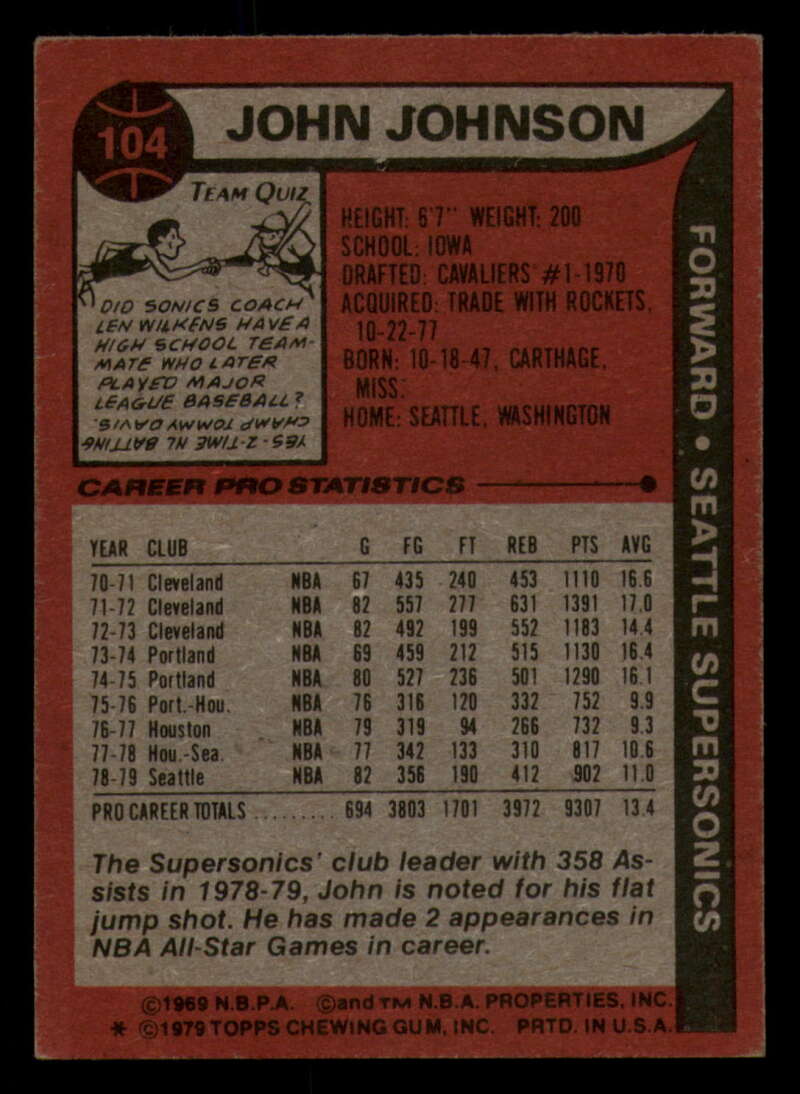 104
JOHN JOHNSON
TEAM QUIZ
DID SONICS COACH
LEN WILKENS HAVE A
HIGH SCHOOL TEAM-
MATE WHO LATER
PLAYED MAJOR
LEAGUE BASEBALL?
YES - 2-TIME NL BATTING
CHAMP TOMMY DAVIS.
HEIGHT: 6'7" WEIGHT: 200
SCHOOL: IOWA
DRAFTED: CAVALIERS #1-1970
ACQUIRED: TRADE WITH ROCKETS,
10-22-77
BORN: 10-18-47, CARTHAGE,
MISS.
HOME: SEATTLE, WASHINGTON
FORWARD • SEATTLE SUPERSONICS
CAREER PRO STATISTICS
YEAR CLUB G FG FT REB PTS AVG
70-71 Cleveland NBA 67 435 240 453 1110 16.6
71-72 Cleveland NBA 82 557 277 631 1391 17.0
72-73 Cleveland NBA 82 492 199 552 1183 14.4
73-74 Portland NBA 69 459 212 515 1130 16.4
74-75 Portland NBA 80 527 236 501 1290 16.1
75-76 Port.-Hou. NBA 76 316 120 332 752 9.9
76-77 Houston NBA 79 319 94 266 732 9.3
77-78 Hou.-Sea. NBA 77 342 133 310 817 10.6
78-79 Seattle NBA 82 356 190 412 902 11.0
PRO CAREER TOTALS .......... 694 3803 1701 3972 9307 13.4
The Supersonics' club leader with 358 As-
sists in 1978-79, John is noted for his flat
jump shot. He has made 2 appearances in
NBA All-Star Games in career.
©1969 N.B.P.A. ©and TM N.B.A. PROPERTIES, INC.
* ©1979 TOPPS CHEWING GUM, INC. PRTD. IN U.S.A.